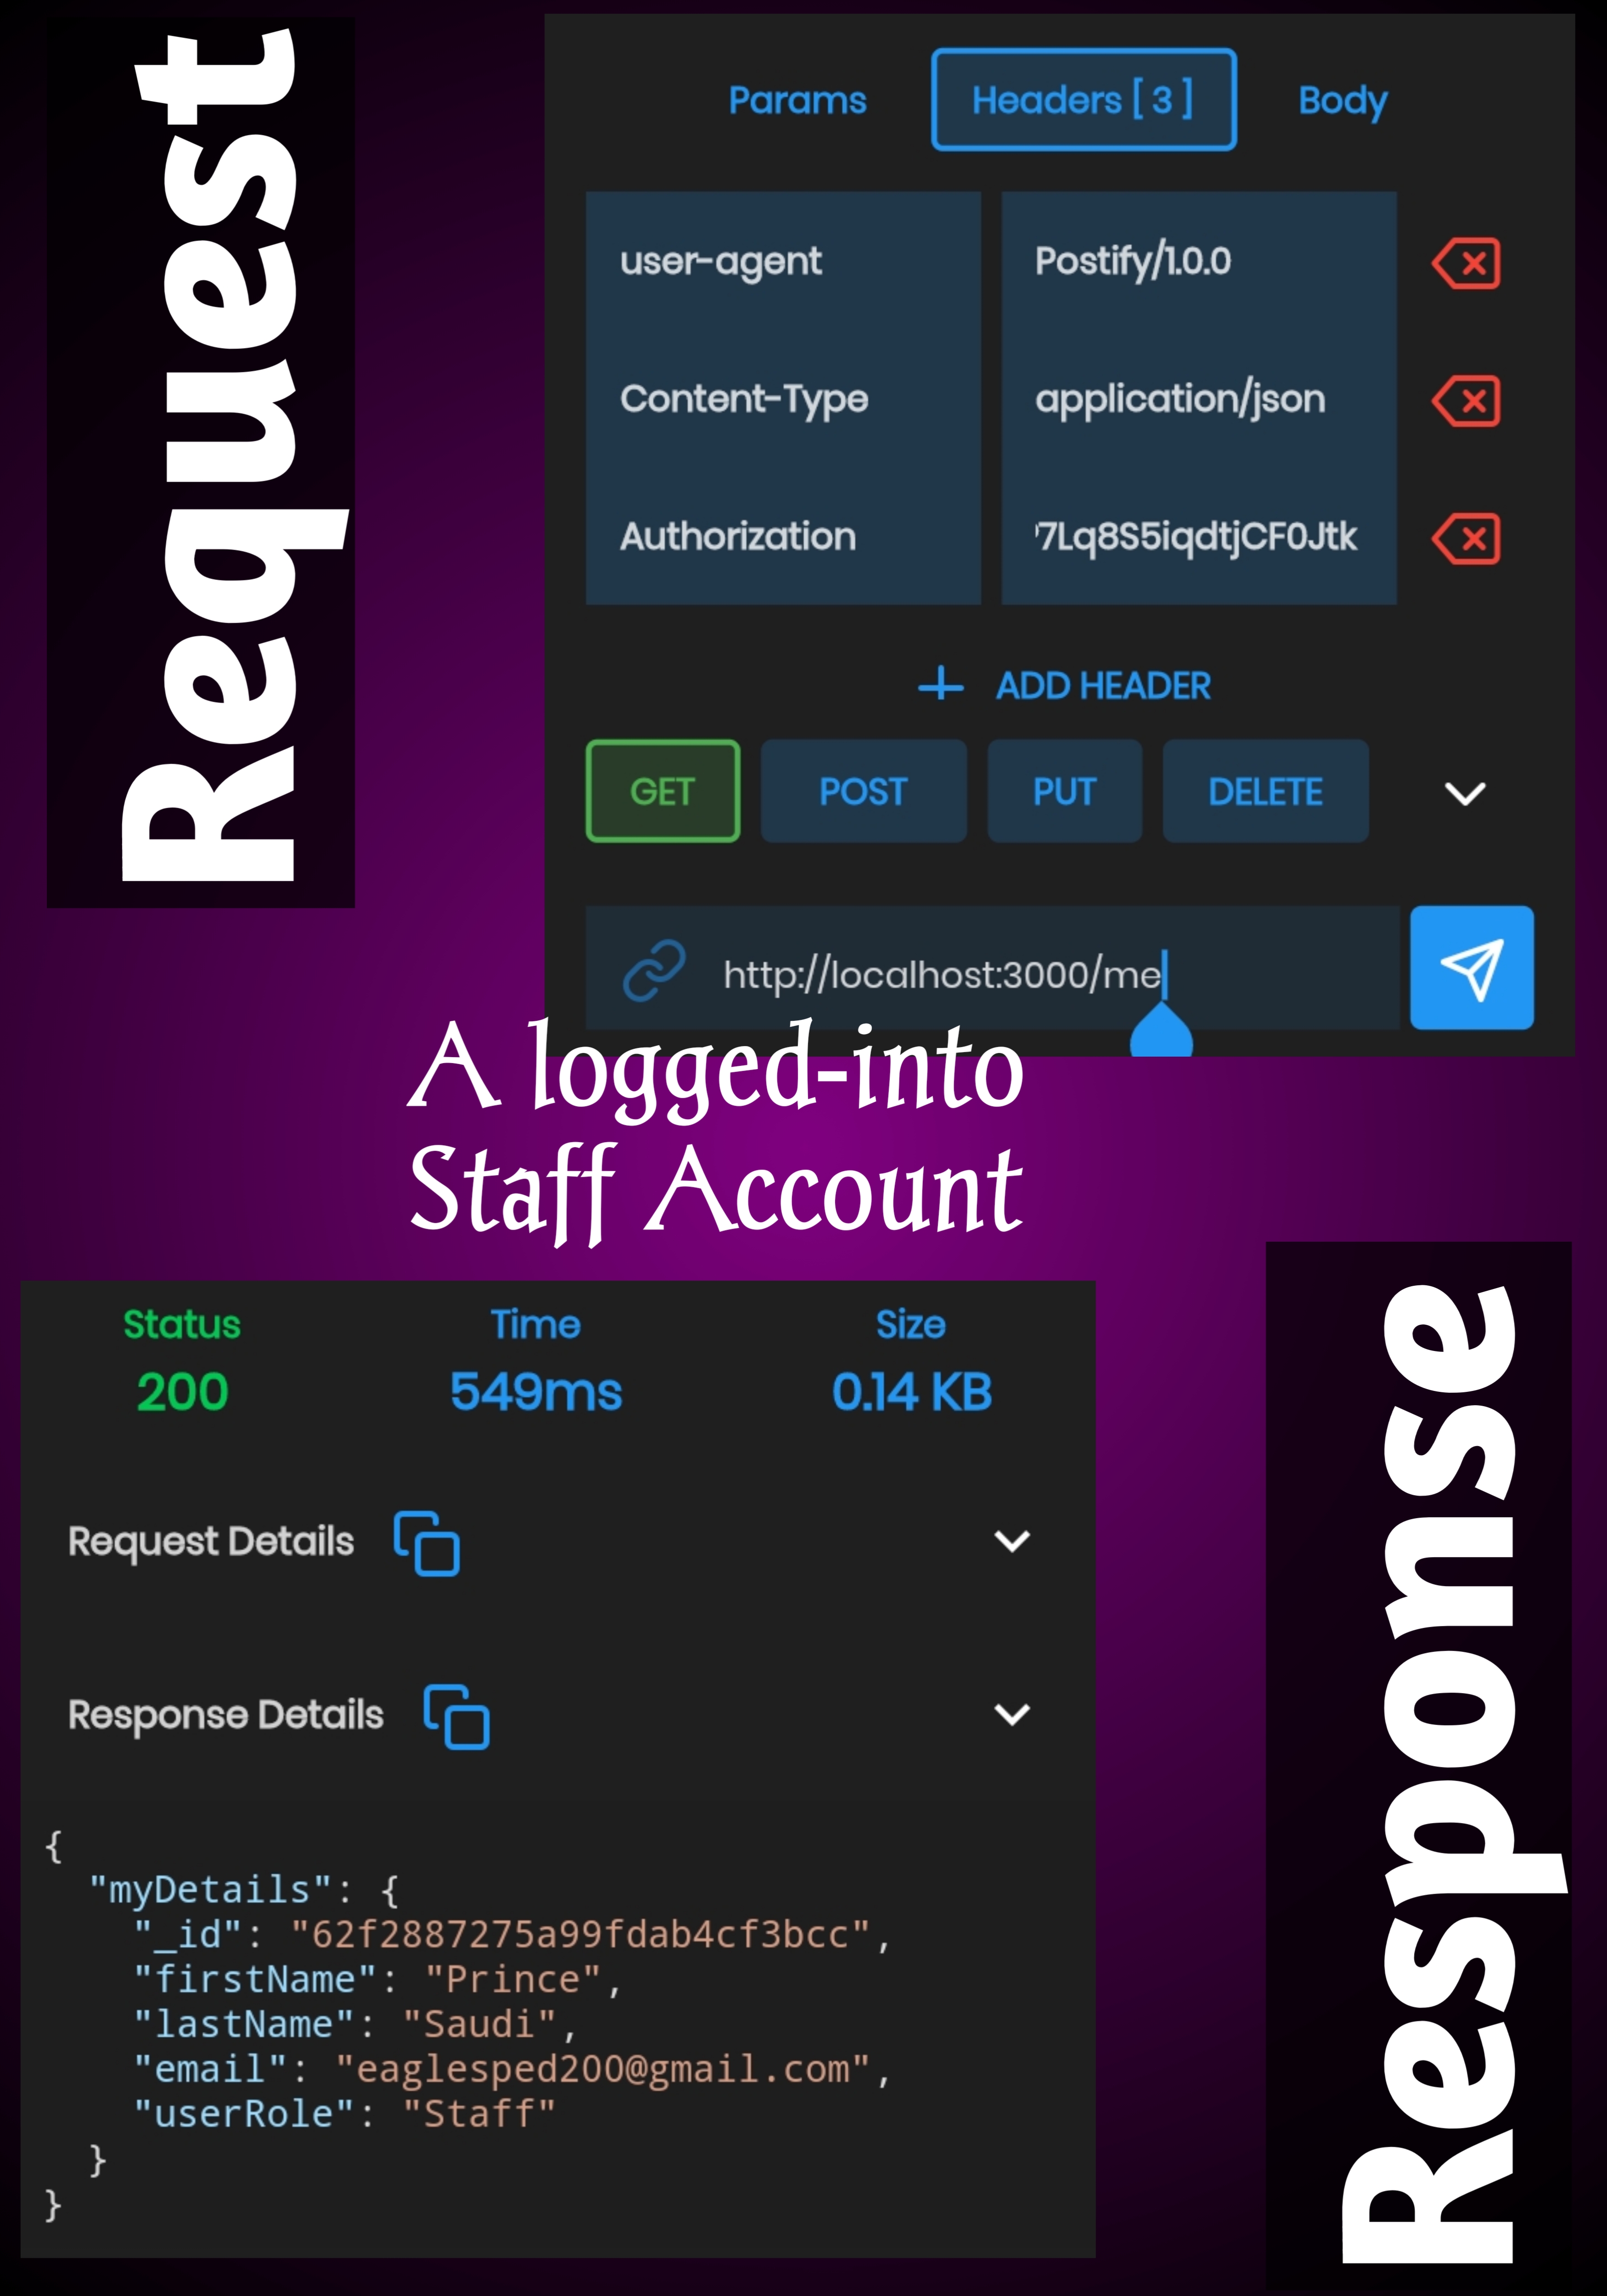 Request
Params Headers [ 3 ] Body
user-agent Postify/1.0.0
Content-Type application/json
Authorization 7Lq8S5iqdtjCF0Jtk
ADD HEADER
GET POST PUT DELETE
http://localhost:3000/me
A logged-into
Staff Account
Status Time Size
200 549ms 0.14 KB
Request Details
Response Details
{
"myDetails": {
"_id": "62f2887275a99fdab4cf3bcc",
"firstName": "Prince",
"lastName": "Saudi",
"email": "eaglesped200@gmail.com",
"userRole": "Staff"
}
}
Response